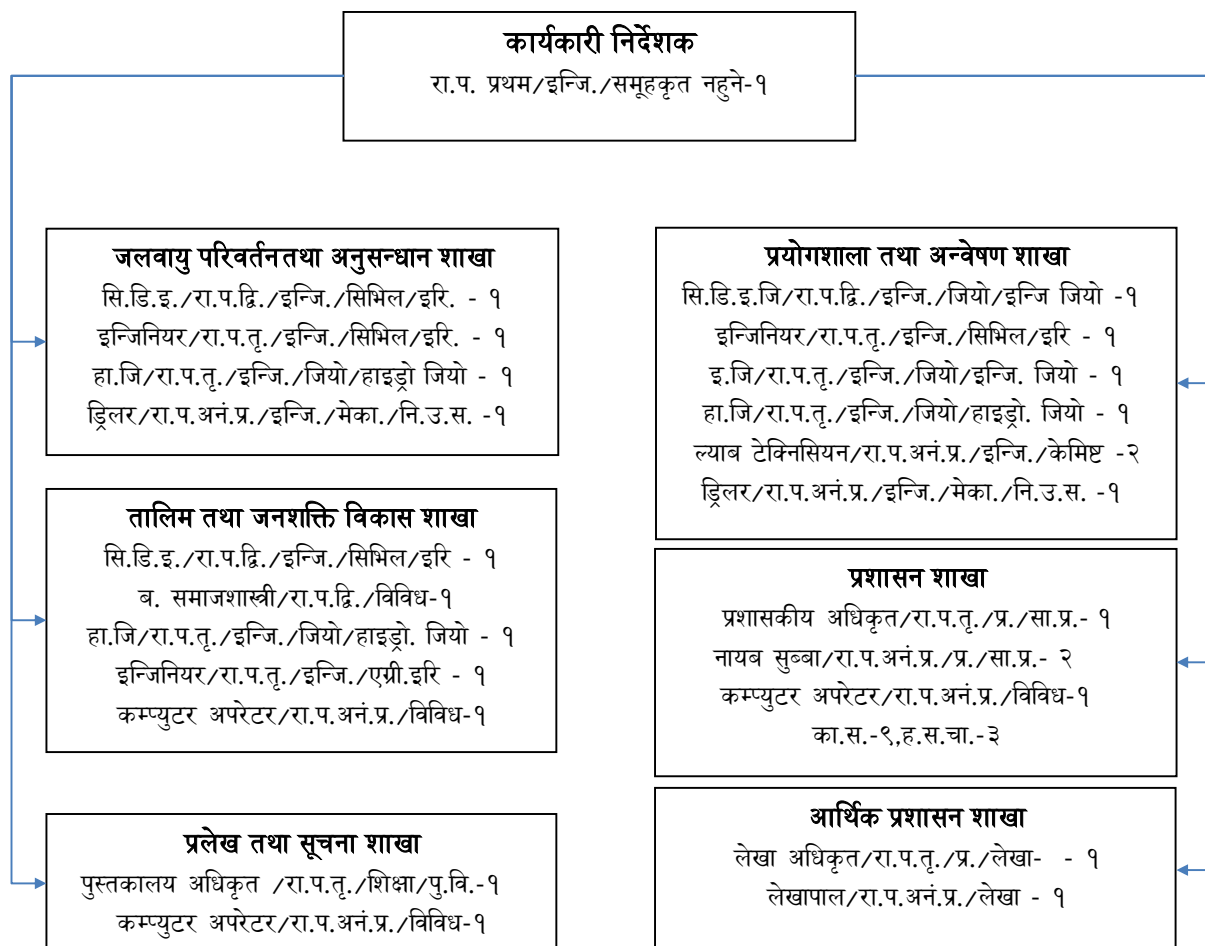 कार्यकारी निर्देशक
रा.प. प्रथम/इन्जि./समूहकृत नहुने-१
जलवायु परिवर्तनतथा अनुसन्धान शाखा
सि.डि.इ./रा.प.द्वि./इन्जि./सिभिल/इरि. - १
इन्जिनियर/रा.प.तृ./इन्जि./सिभिल/इरि. - १
हा.जि/रा.प.तृ./इन्जि./जियो/हाइड्रो जियो - १
ड्रिलर/रा.प.अनं.प्र./इन्जि./मेका./नि.उ.स. -१
तालिम तथा जनशक्ति विकास शाखा
सि.डि.इ./रा.प.द्वि./इन्जि./सिभिल/इरि - १
ब. समाजशास्त्री/रा.प.द्वि./विविध-१
हा.जि/रा.प.तृ./इन्जि./जियो/हाइड्रो. जियो - १
इन्जिनियर/रा.प.तृ./इन्जि./एग्री.इरि - १
कम्प्युटर अपरेटर/रा.प.अनं.प्र./विविध-१
प्रलेख तथा सूचना शाखा
पुस्तकालय अधिकृत /रा.प.तृ./शिक्षा/पु.वि.-१
कम्प्युटर अपरेटर/रा.प.अनं.प्र./विविध-१
प्रयोगशाला तथा अन्वेषण शाखा
सि.डि.इ.जि/रा.प.द्वि./इन्जि./जियो/इन्जि जियो -१
इन्जिनियर/रा.प.तृ./इन्जि./सिभिल/इरि - १
इ.जि/रा.प.तृ./इन्जि./जियो/इन्जि. जियो - १
हा.जि/रा.प.तृ./इन्जि./जियो/हाइड्रो. जियो - १
ल्याब टेक्निसियन/रा.प.अनं.प्र./इन्जि./केमिष्ट -२
ड्रिलर/रा.प.अनं.प्र./इन्जि./मेका./नि.उ.स. -१
प्रशासन शाखा
प्रशासकीय अधिकृत/रा.प.तृ./प्र./सा.प्र.- १
नायब सुब्बा/रा.प.अनं.प्र./प्र./सा.प्र.- २
कम्प्युटर अपरेटर/रा.प.अनं.प्र./विविध-१
का.स.-९,ह.स.चा.-३
आर्थिक प्रशासन शाखा
लेखा अधिकृत/रा.प.तृ./प्र./लेखा- - १
लेखापाल/रा.प.अनं.प्र./लेखा - १